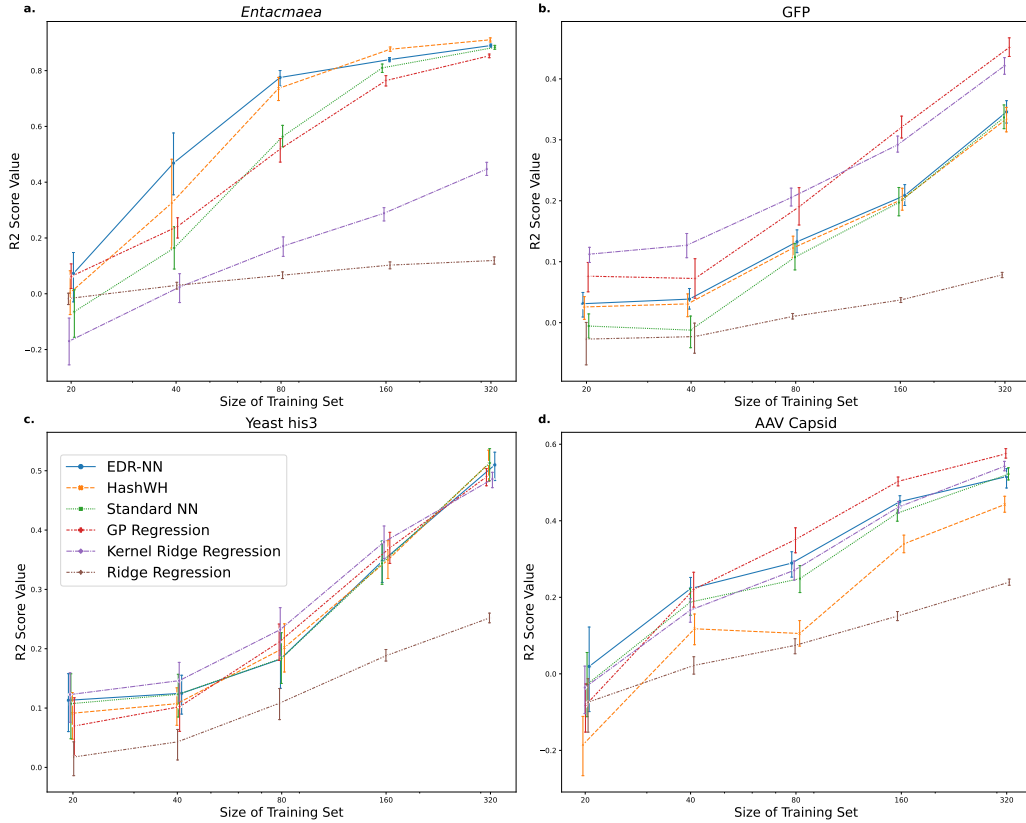 a.
Entacmaea
R2 Score Value
0.8
0.6
0.4
0.2
0.0
−0.2
20
40
80
160
320
Size of Training Set
b.
GFP
R2 Score Value
0.4
0.3
0.2
0.1
0.0
20
40
80
160
320
Size of Training Set
c.
Yeast his3
R2 Score Value
0.5
0.4
0.3
0.2
0.1
0.0
EDR-NN
HashWH
Standard NN
GP Regression
Kernel Ridge Regression
Ridge Regression
20
40
80
160
320
Size of Training Set
d.
AAV Capsid
R2 Score Value
0.6
0.4
0.2
0.0
−0.2
20
40
80
160
320
Size of Training Set